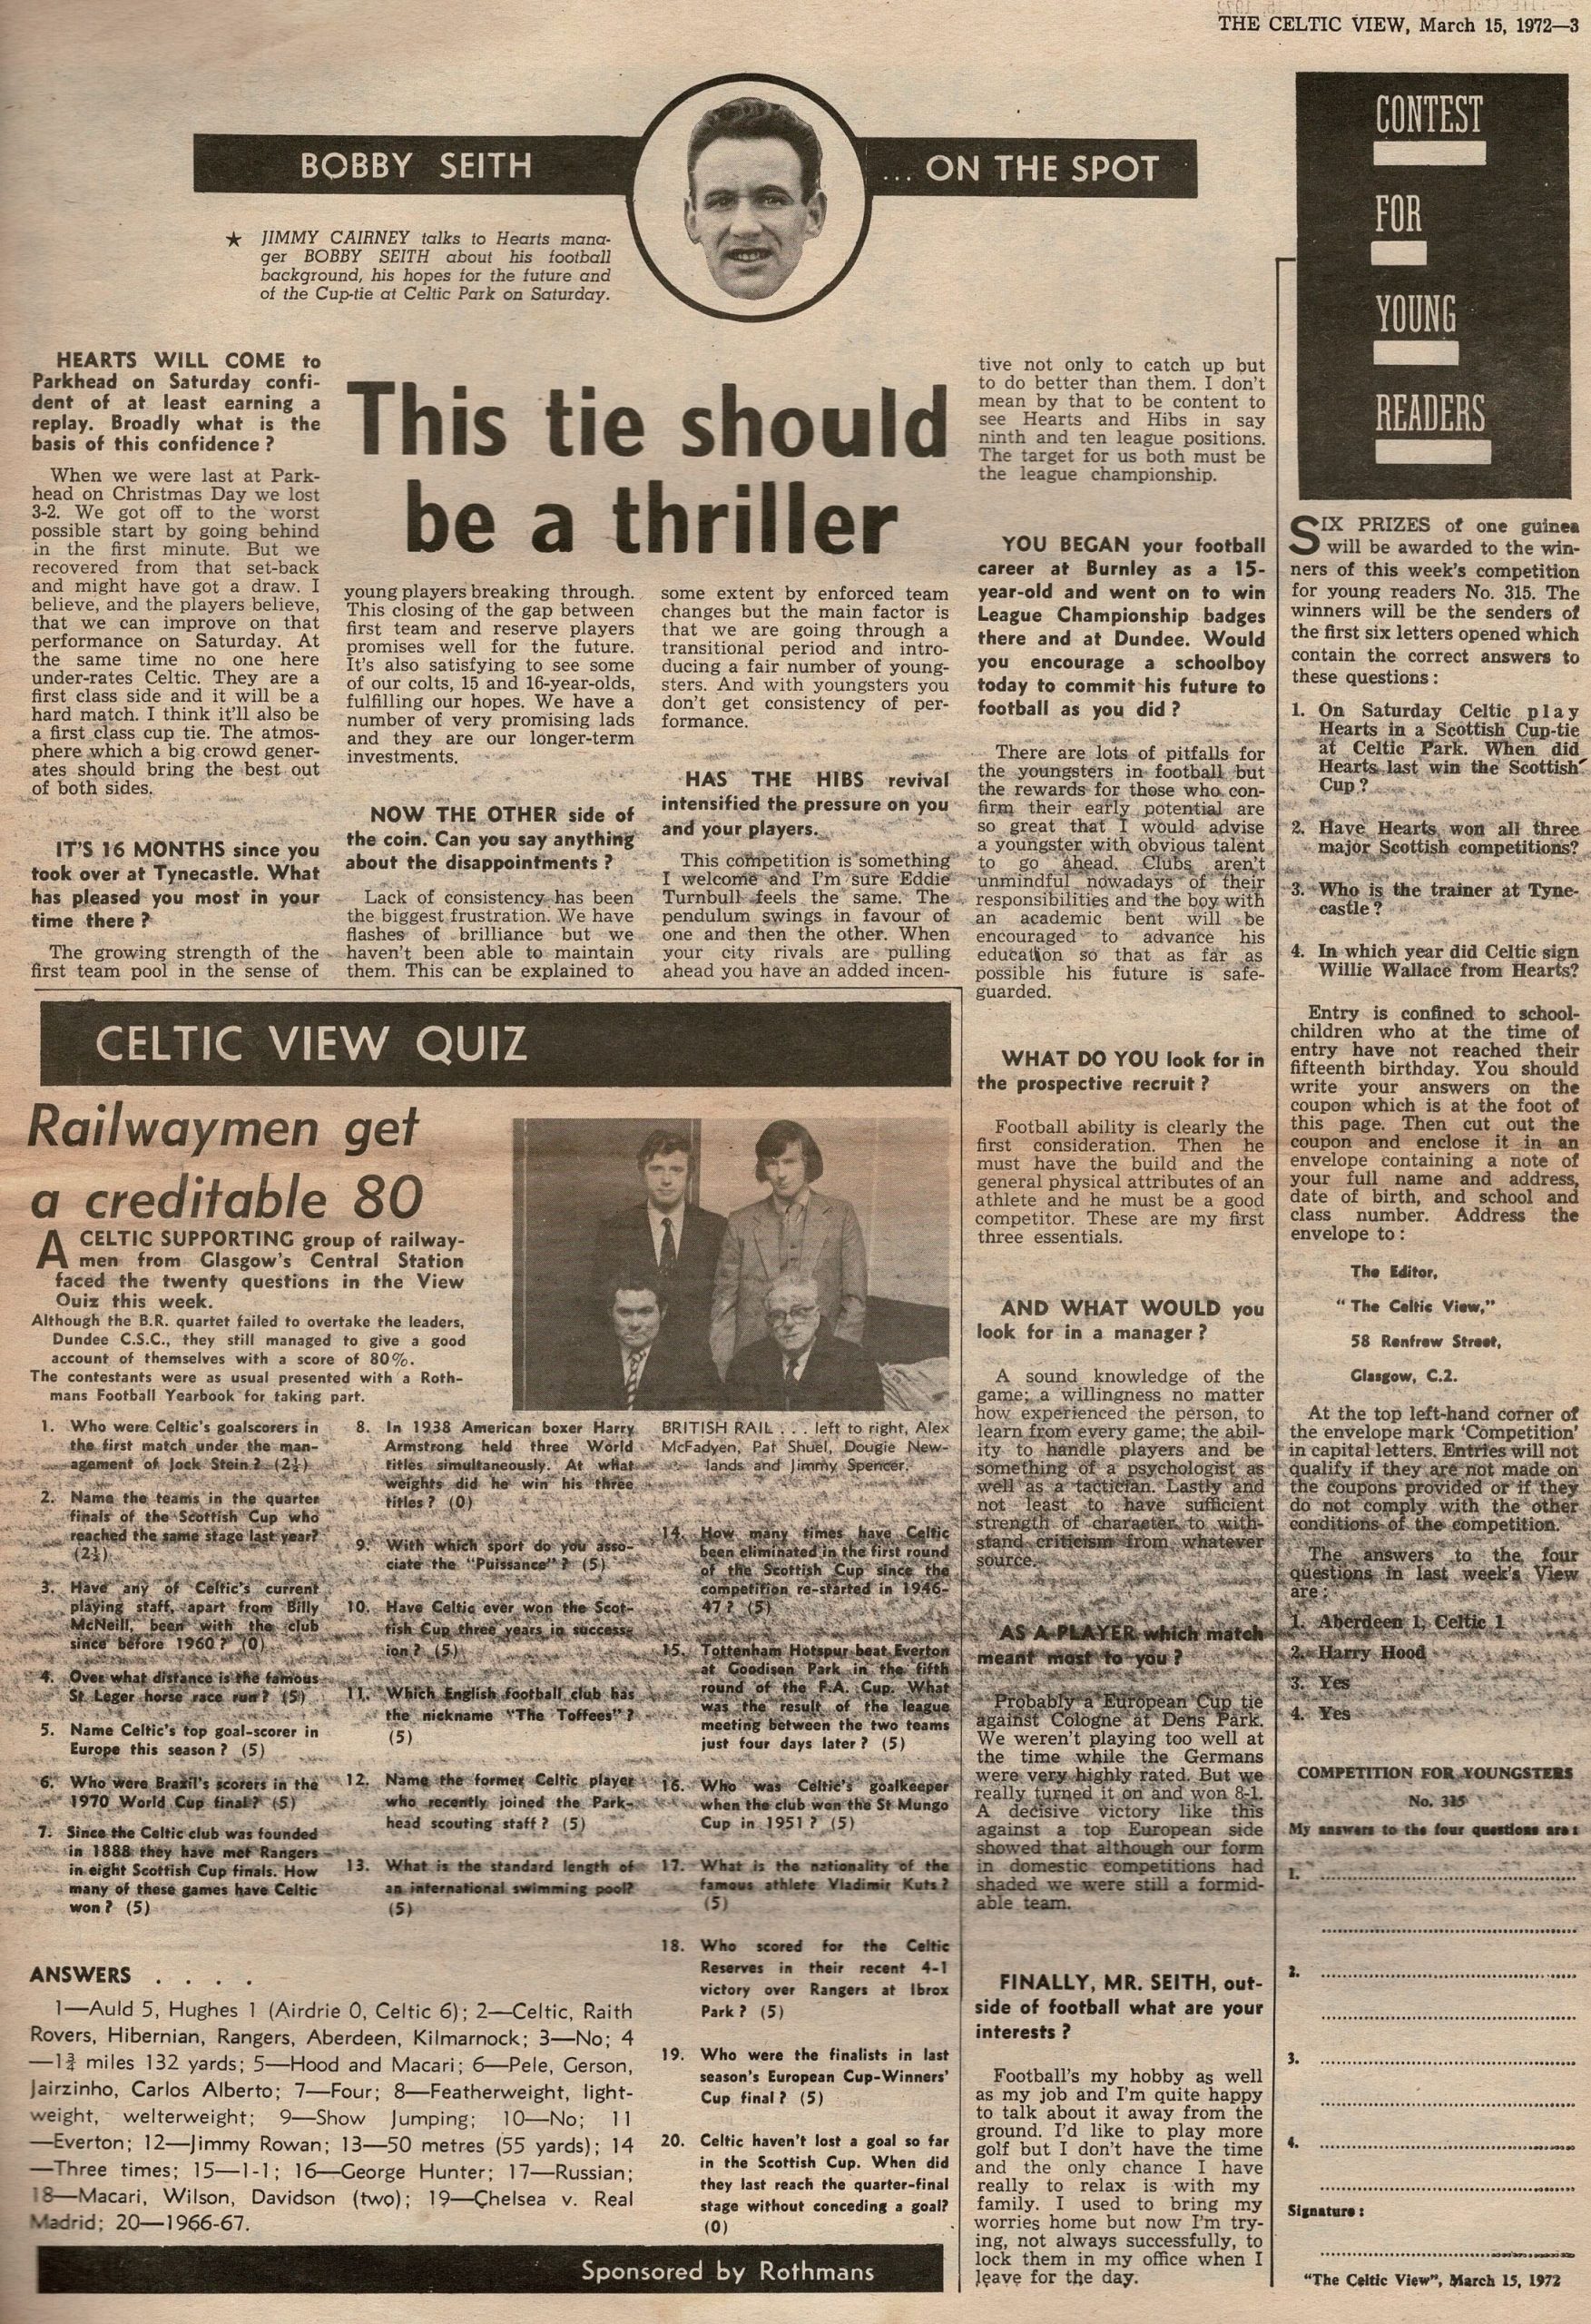 THE CELTIC VIEW, March 15, 1972—3
BOBBY SEITH
... ON THE SPOT
★ JIMMY CAIRNEY talks to Hearts mana-
ger BOBBY SEITH about his football
background, his hopes for the future and
of the Cup-tie at Celtic Park on Saturday.
This tie should
be a thriller
HEARTS WILL COME to
Parkhead on Saturday confi-
dent of at least earning a
replay. Broadly what is the
basis of this confidence ?
When we were last at Park-
head on Christmas Day we lost
3-2. We got off to the worst
possible start by going behind
in the first minute. But we
recovered from that set-back
and might have got a draw. I
believe, and the players believe,
that we can improve on that
performance on Saturday. At
the same time no one here
under-rates Celtic. They are a
first class side and it will be a
hard match. I think it'll also be
a first class cup tie. The atmos-
phere which a big crowd gener-
ates should bring the best out
of both sides.
IT'S 16 MONTHS since you
took over at Tynecastle. What
has pleased you most in your
time there ?
The growing strength of the
first team pool in the sense of
young players breaking through.
This closing of the gap between
first team and reserve players
promises well for the future.
It's also satisfying to see some
of our colts, 15 and 16-year-olds,
fulfilling our hopes. We have a
number of very promising lads
and they are our longer-term
investments.
NOW THE OTHER side of
the coin. Can you say anything
about the disappointments ?
Lack of consistency has been
the biggest frustration. We have
flashes of brilliance but we
haven't been able to maintain
them. This can be explained to
some extent by enforced team
changes but the main factor is
that we are going through a
transitional period and intro-
ducing a fair number of young-
sters. And with youngsters you
don't get consistency of per-
formance.
HAS THE HIBS revival
intensified the pressure on you
and your players.
This competition is something
I welcome and I'm sure Eddie
Turnbull feels the same. The
pendulum swings in favour of
one and then the other. When
your city rivals are pulling
ahead you have an added incen-
tive not only to catch up but
to do better than them. I don't
mean by that to be content to
see Hearts and Hibs in say
ninth and ten league positions.
The target for us both must be
the league championship.
YOU BEGAN your football
career at Burnley as a 15-
year-old and went on to win
League Championship badges
there and at Dundee. Would
you encourage a schoolboy
today to commit his future to
football as you did ?
There are lots of pitfalls for
the youngsters in football but
the rewards for those who con-
firm their early potential are
so great that I would advise
a youngster with obvious talent
to go ahead. Clubs aren't
unmindful nowadays of their
responsibilities and the boy with
an academic bent will be
encouraged to advance his
education so that as far as
possible his future is safe-
guarded.
WHAT DO YOU look for in
the prospective recruit ?
Football ability is clearly the
first consideration. Then he
must have the build and the
general physical attributes of an
athlete and he must be a good
competitor. These are my first
three essentials.
AND WHAT WOULD you
look for in a manager ?
A sound knowledge of the
game; a willingness no matter
how experienced the person, to
learn from every game; the abil-
ity to handle players and be
something of a psychologist as
well as a tactician. Lastly and
not least to have sufficient
strength of character to with-
stand criticism from whatever
source.
AS A PLAYER which match
meant most to you ?
Probably a European Cup tie
against Cologne at Dens Park.
We weren't playing too well at
the time while the Germans
were very highly rated. But we
really turned it on and won 8-1.
A decisive victory like this
against a top European side
showed that although our form
in domestic competitions had
shaded we were still a formid-
able team.
FINALLY, MR. SEITH, out-
side of football what are your
interests ?
Football's my hobby as well
as my job and I'm quite happy
to talk about it away from the
ground. I'd like to play more
golf but I don't have the time
and the only chance I have
really to relax is with my
family. I used to bring my
worries home but now I'm try-
ing, not always successfully, to
lock them in my office when I
leave for the day.
CELTIC VIEW QUIZ
Railwaymen get
a creditable 80
A CELTIC SUPPORTING group of railway-
men from Glasgow's Central Station
faced the twenty questions in the View
Quiz this week.
Although the B.R. quartet failed to overtake the leaders,
Dundee C.S.C., they still managed to give a good
account of themselves with a score of 80%.
The contestants were as usual presented with a Roth-
mans Football Yearbook for taking part.
BRITISH RAIL . . . left to right, Alex
McFadyen, Pat Shuel, Dougie New-
lands and Jimmy Spencer.
1. Who were Celtic's goalscorers in
the first match under the man-
agement of Jock Stein ? (2½)
2. Name the teams in the quarter
finals of the Scottish Cup who
reached the same stage last year?
(2½)
3. Have any of Celtic's current
playing staff, apart from Billy
McNeill, been with the club
since before 1960 ? (0)
4. Over what distance is the famous
St Leger horse race run ? (5)
5. Name Celtic's top goal-scorer in
Europe this season ? (5)
6. Who were Brazil's scorers in the
1970 World Cup final ? (5)
7. Since the Celtic club was founded
in 1888 they have met Rangers
in eight Scottish Cup finals. How
many of these games have Celtic
won ? (5)
8. In 1938 American boxer Harry
Armstrong held three World
titles simultaneously. At what
weights did he win his three
titles ? (0)
9. With which sport do you asso-
ciate the "Puissance" ? (5)
10. Have Celtic ever won the Scot-
tish Cup three years in success-
ion ? (5)
11. Which English football club has
the nickname "The Toffees" ?
(5)
12. Name the former Celtic player
who recently joined the Park-
head scouting staff ? (5)
13. What is the standard length of
an international swimming pool?
(5)
14. How many times have Celtic
been eliminated in the first round
of the Scottish Cup since the
competition re-started in 1946-
47 ? (5)
15. Tottenham Hotspur beat Everton
at Goodison Park in the fifth
round of the F.A. Cup. What
was the result of the league
meeting between the two teams
just four days later ? (5)
16. Who was Celtic's goalkeeper
when the club won the St Mungo
Cup in 1951 ? (5)
17. What is the nationality of the
famous athlete Vladimir Kuts ?
(5)
18. Who scored for the Celtic
Reserves in their recent 4-1
victory over Rangers at Ibrox
Park ? (5)
19. Who were the finalists in last
season's European Cup-Winners'
Cup final ? (5)
20. Celtic haven't lost a goal so far
in the Scottish Cup. When did
they last reach the quarter-final
stage without conceding a goal?
(0)
ANSWERS . . . .
1—Auld 5, Hughes 1 (Airdrie 0, Celtic 6); 2—Celtic, Raith
Rovers, Hibernian, Rangers, Aberdeen, Kilmarnock; 3—No; 4
—1¾ miles 132 yards; 5—Hood and Macari; 6—Pele, Gerson,
Jairzinho, Carlos Alberto; 7—Four; 8—Featherweight, light-
weight, welterweight; 9—Show Jumping; 10—No; 11
—Everton; 12—Jimmy Rowan; 13—50 metres (55 yards); 14
—Three times; 15—1-1; 16—George Hunter; 17—Russian;
18—Macari, Wilson, Davidson (two); 19—Chelsea v. Real
Madrid; 20—1966-67.
Sponsored by Rothmans
CONTEST
FOR
YOUNG
READERS
SIX PRIZES of one guinea
will be awarded to the win-
ners of this week's competition
for young readers No. 315. The
winners will be the senders of
the first six letters opened which
contain the correct answers to
these questions :
1. On Saturday Celtic play
Hearts in a Scottish Cup-tie
at Celtic Park. When did
Hearts last win the Scottish
Cup ?
2. Have Hearts won all three
major Scottish competitions?
3. Who is the trainer at Tyne-
castle ?
4. In which year did Celtic sign
Willie Wallace from Hearts?
Entry is confined to school-
children who at the time of
entry have not reached their
fifteenth birthday. You should
write your answers on the
coupon which is at the foot of
this page. Then cut out the
coupon and enclose it in an
envelope containing a note of
your full name and address,
date of birth, and school and
class number. Address the
envelope to :
The Editor,
"The Celtic View,"
58 Renfrew Street,
Glasgow, C.2.
At the top left-hand corner of
the envelope mark 'Competition'
in capital letters. Entries will not
qualify if they are not made on
the coupons provided or if they
do not comply with the other
conditions of the competition.
The answers to the four
questions in last week's View
are :
1. Aberdeen 1, Celtic 1
2. Harry Hood
3. Yes
4. Yes
COMPETITION FOR YOUNGSTERS
No. 315
My answers to the four questions are :
1.
2.
3.
4.
Signature :
"The Celtic View", March 15, 1972